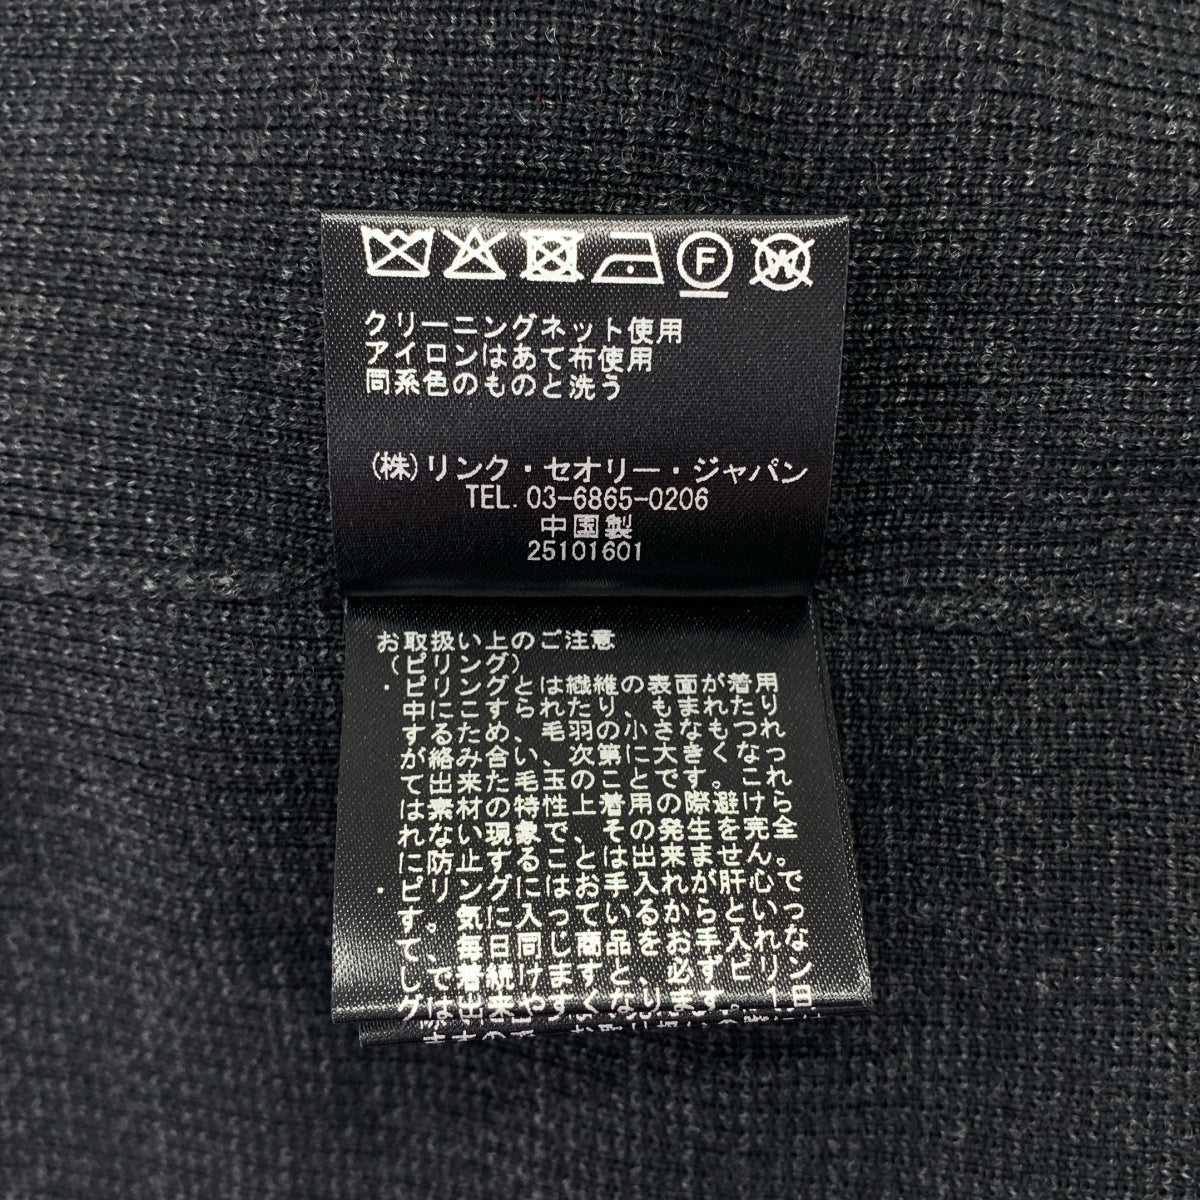 F
W
クリーニングネット使用
アイロンはあて布使用
同系色のものと洗う
(株)リンク・セオリー・ジャパン
TEL. 03-6865-0206
中国製
25101601
お取扱い上のご注意
(ピリング)
・ピリングとは繊維の表面が着用
中にこすられたり、もまれたり
するため、毛羽の小さなもつれ
が絡み合い、次第に大きくなっ
て出来た毛玉のことです。これ
は素材の特性上着用の際避けら
れない現象で、その発生を完全
に防止することは出来ません。
・ピリングはお手入れが肝心で
す。気に入っているからといっ
て、毎日同じ商品をお手入れな
しで着続けますと、必ずピリン
グは出来やすくなります。1日